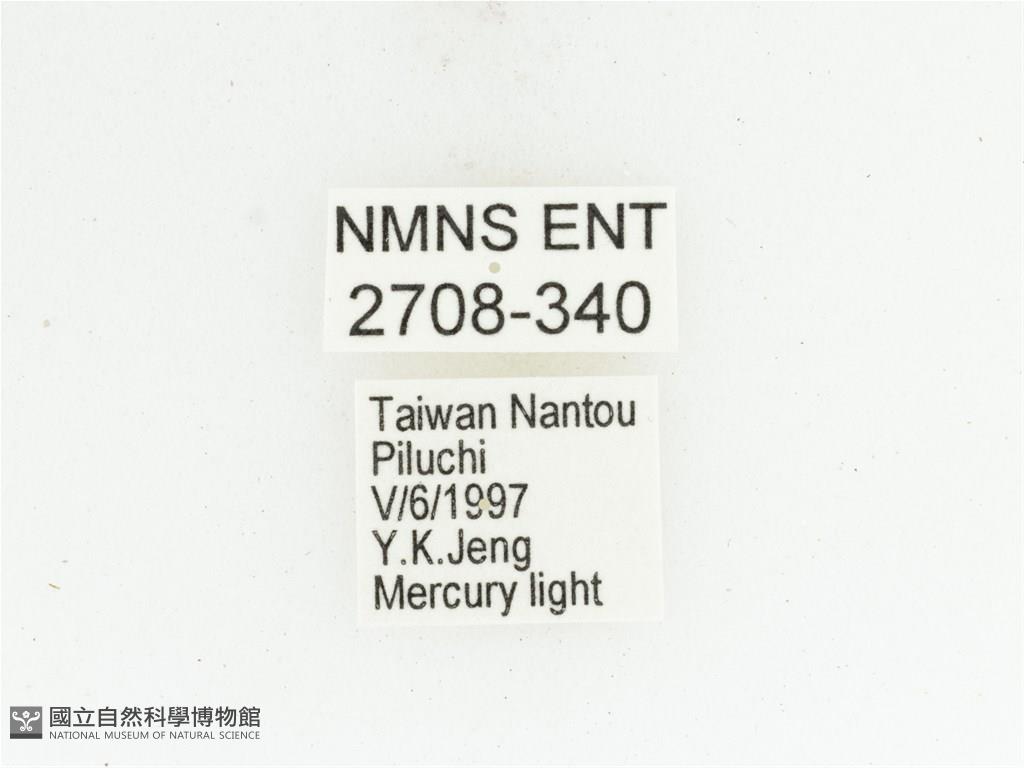 NMNS ENT
2708-340
Taiwan Nantou
Piluchi
V/6/1997
Y.K.Jeng
Mercury light
國立自然科學博物館
NATIONAL MUSEUM OF NATURAL SCIENCE